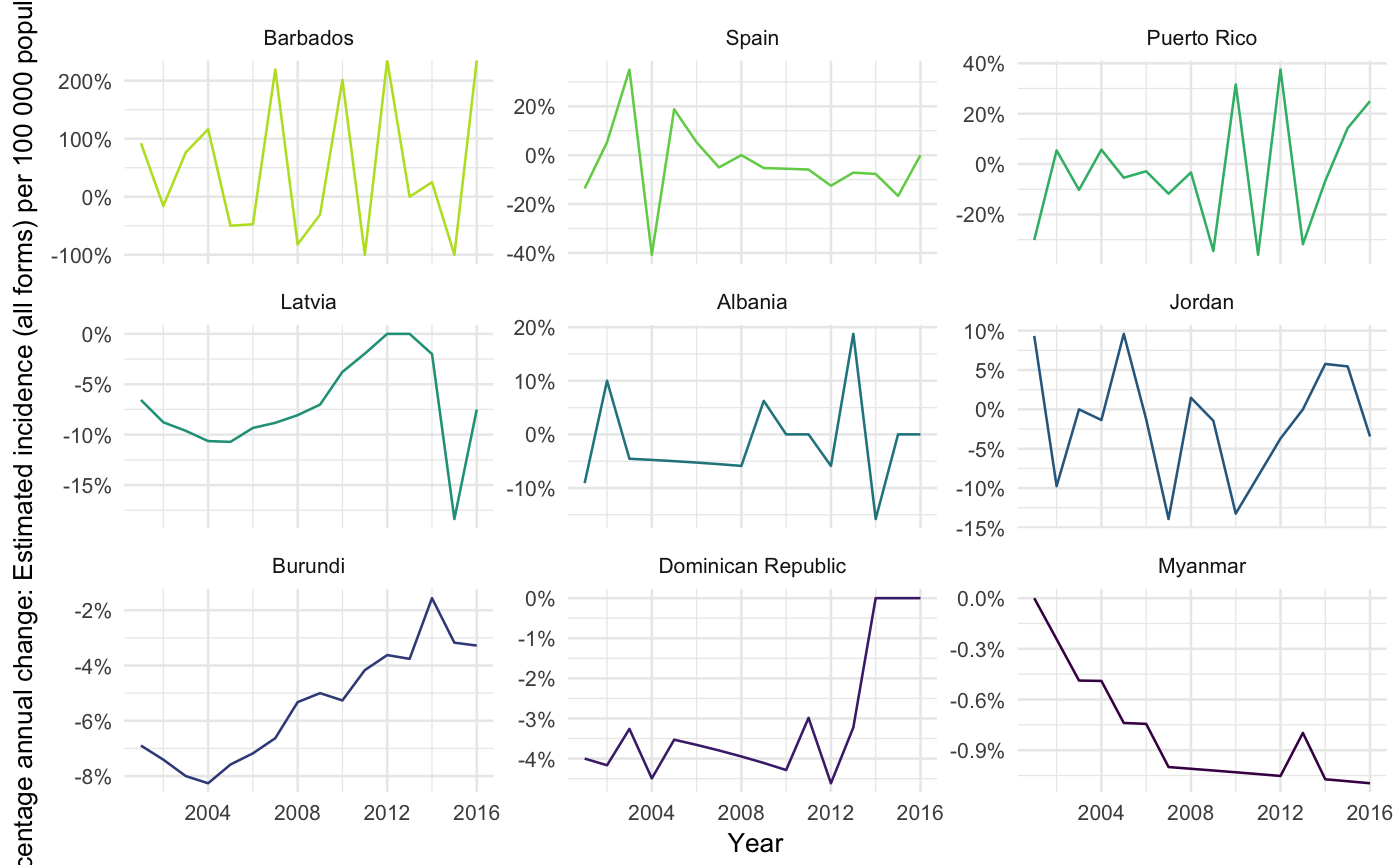 Annual change: Estimated incidence (all forms) per 100 000
Barbados
200%
100%
0%
-100%
Spain
20%
0%
-20%
-40%
Puerto Rico
40%
20%
0%
-20%
Latvia
0%
-5%
-10%
-15%
Albania
20%
10%
0%
-10%
Jordan
10%
5%
0%
-5%
-10%
-15%
Burundi
-2%
-4%
-6%
-8%
2004 2008 2012 2016
Dominican Republic
0%
-1%
-2%
-3%
-4%
2004 2008 2012 2016
Myanmar
0.0%
-0.3%
-0.6%
-0.9%
2004 2008 2012 2016
Year